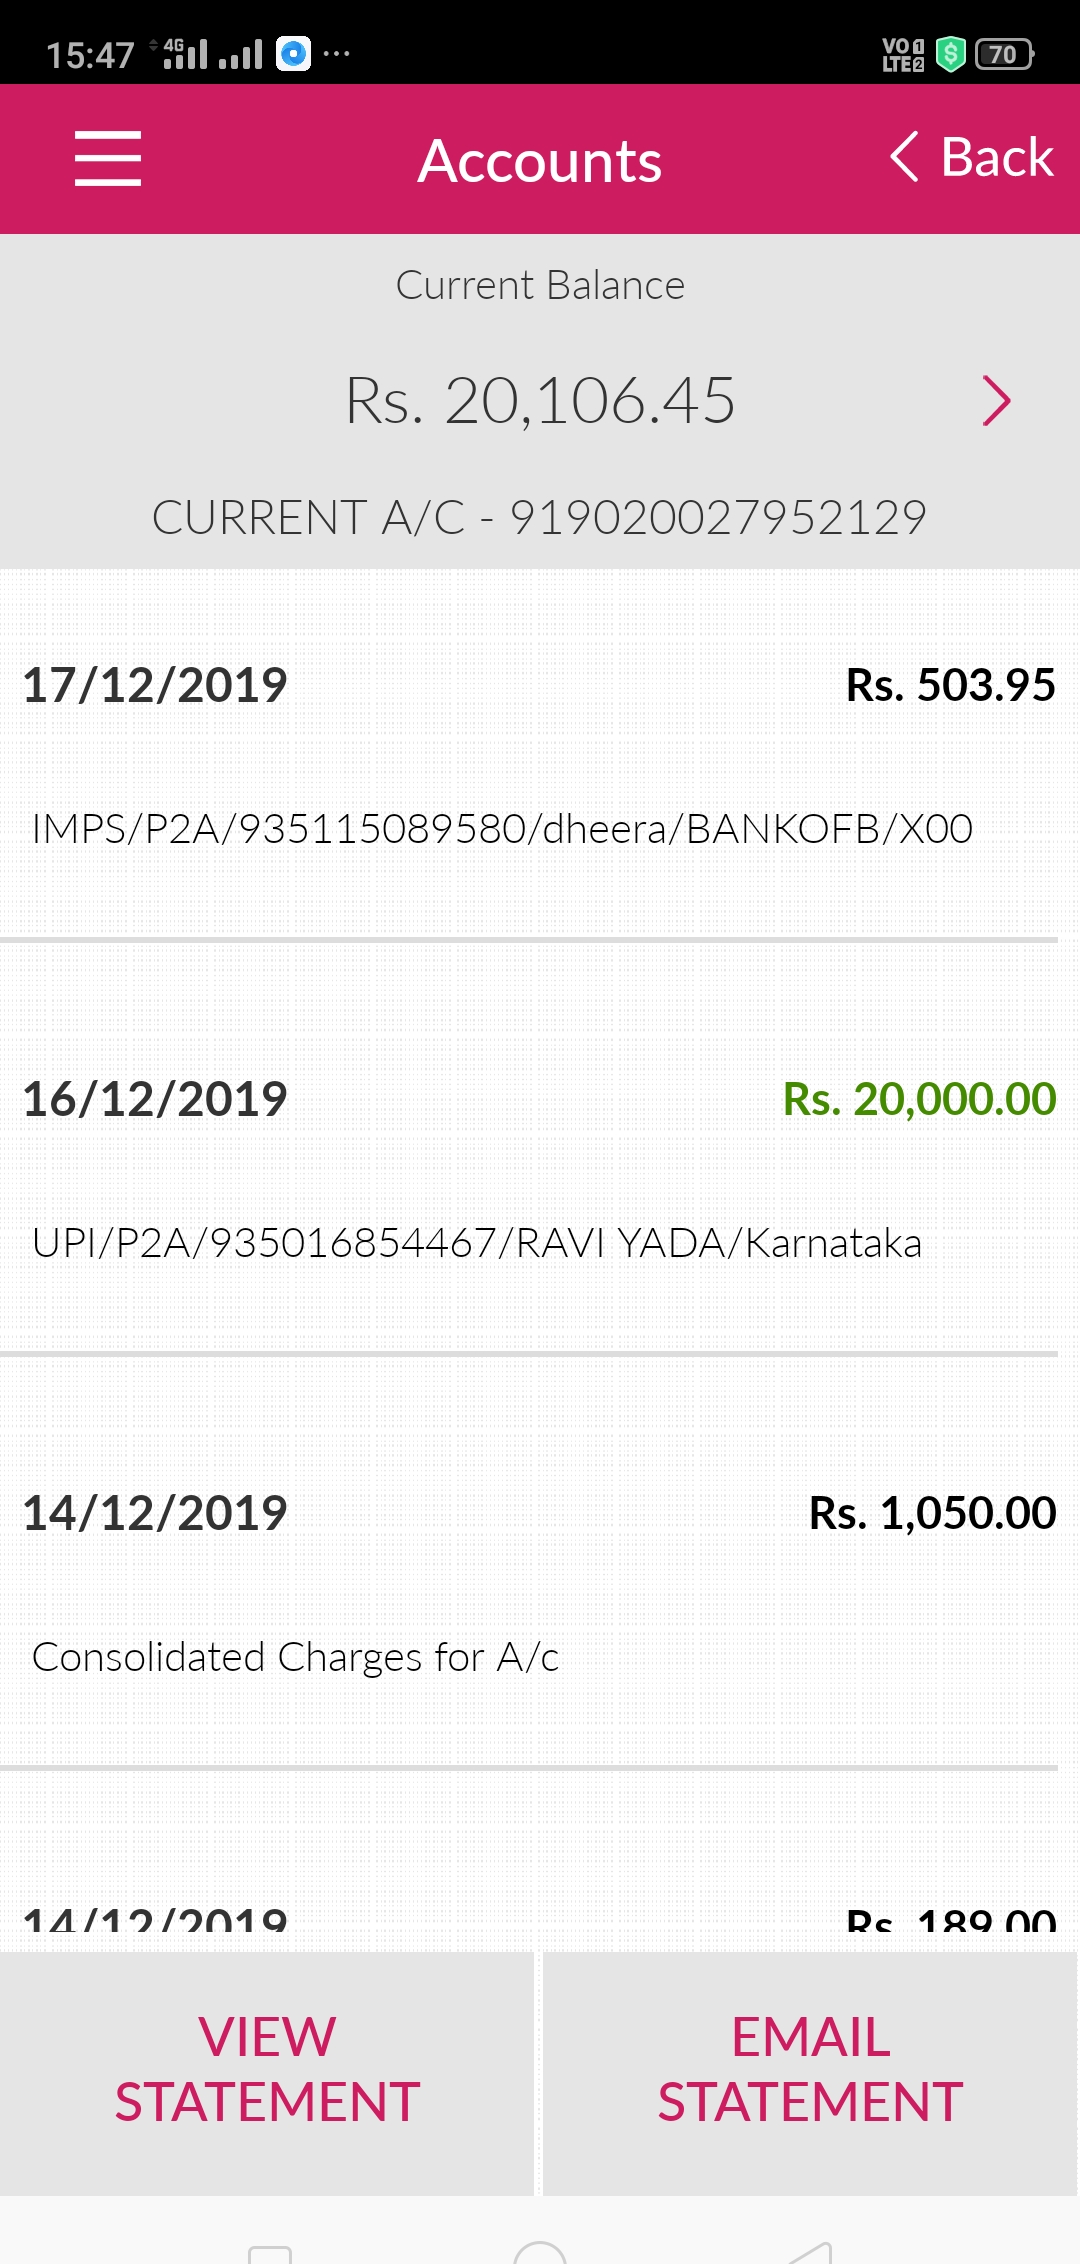 15:47 4G ... VO LTE 1 2 70
Accounts
Back
Current Balance
Rs. 20,106.45
CURRENT A/C - 919020027952129
17/12/2019 Rs. 503.95
IMPS/P2A/935115089580/dheera/BANKOFB/X00
16/12/2019 Rs. 20,000.00
UPI/P2A/935016854467/RAVI YADA/Karnataka
14/12/2019 Rs. 1,050.00
Consolidated Charges for A/c
14/12/2019 Rs. 189.00
VIEW
STATEMENT
EMAIL
STATEMENT